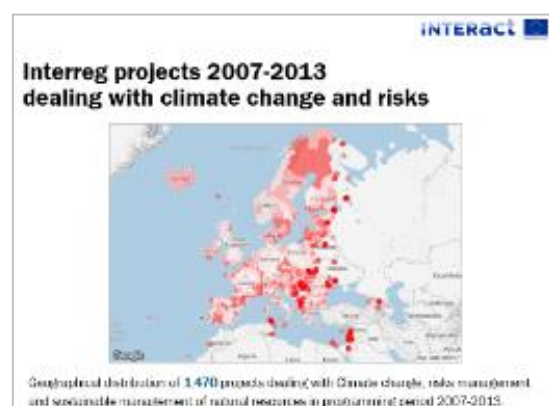 INTERact
Interreg projects 2007-2013
dealing with climate change and risks
Google
Geographical distribution of 1.470 projects dealing with Climate change, risks management
and sustainable management of natural resources in programming period 2007-2013.